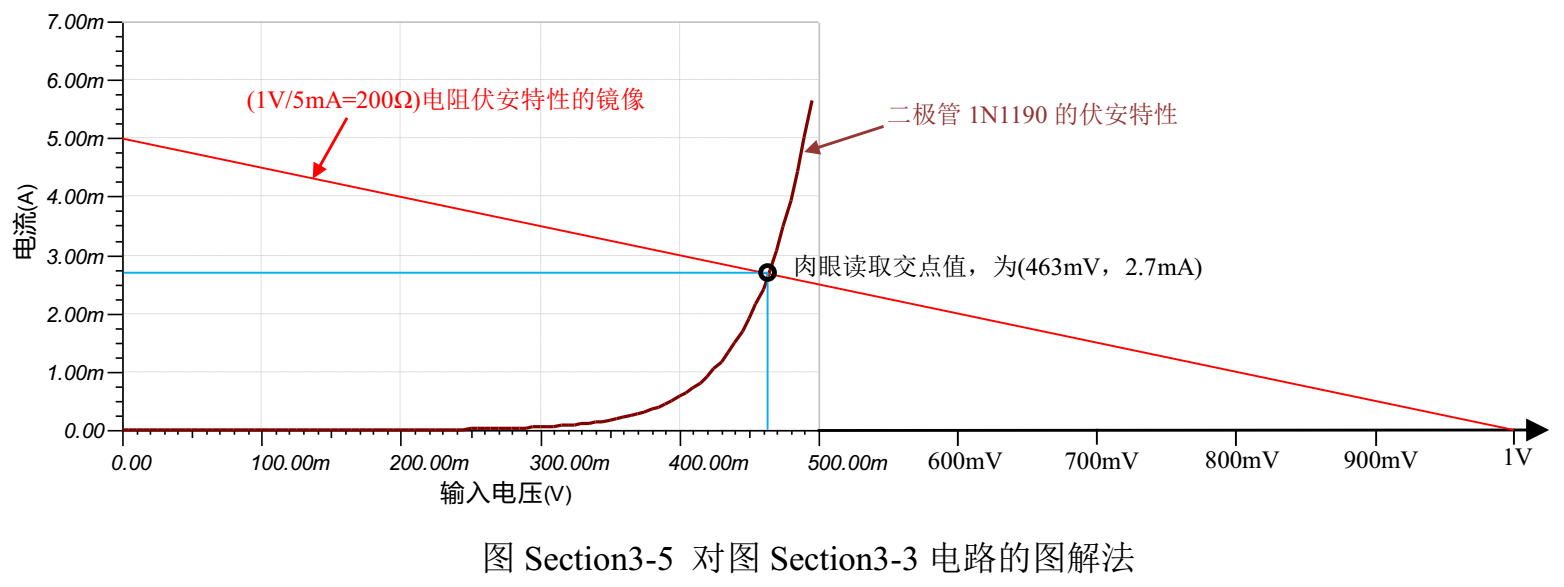 7.00m
6.00m
5.00m
4.00m
3.00m
2.00m
1.00m
0.00
电流(A)
(1V/5mA=200Ω)电阻伏安特性的镜像
二极管 1N1190 的伏安特性
肉眼读取交点值，为(463mV，2.7mA)
0.00 100.00m 200.00m 300.00m 400.00m 500.00m 600mV 700mV 800mV 900mV 1V
输入电压(V)
图 Section3-5 对图 Section3-3 电路的图解法